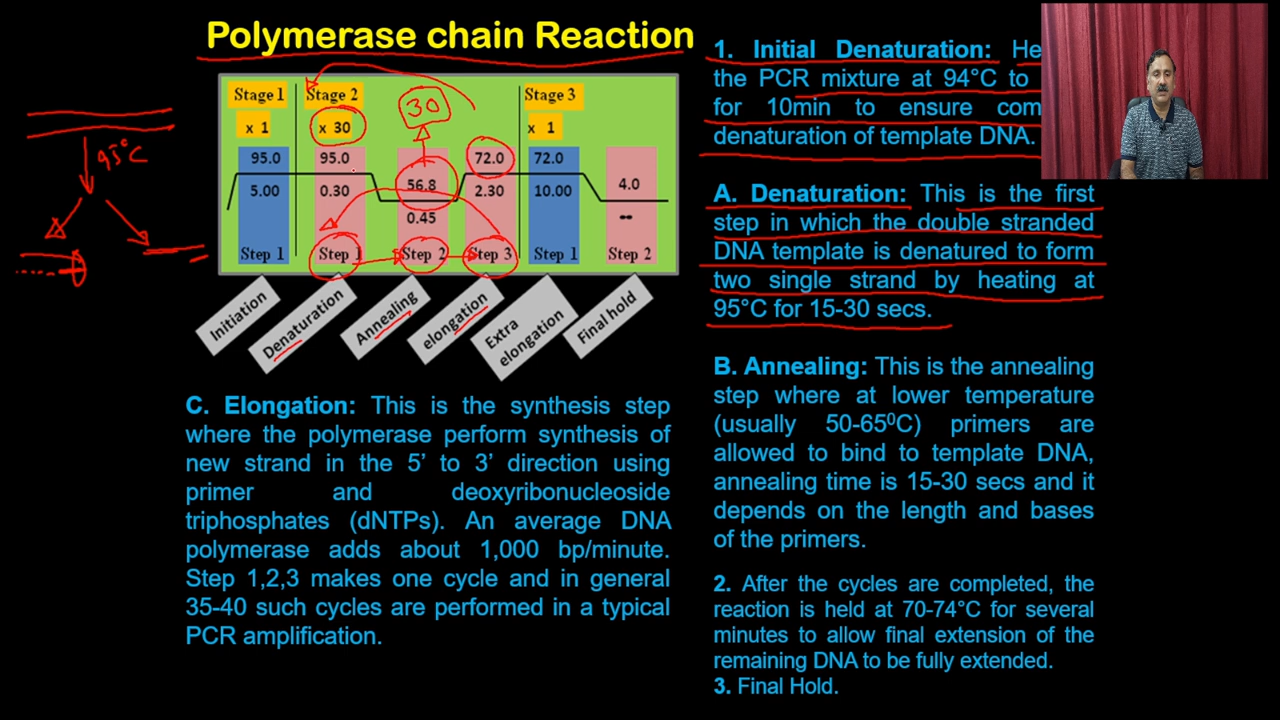 Polymerase chain Reaction
Stage 1 Stage 2 30 Stage 3
x 1 x 30 x 1
95.0 95.0 56.8 72.0 72.0 4.0
5.00 0.30 0.45 2.30 10.00 ∞
Step 1 Step 1 Step 2 Step 3 Step 1 Step 2
Initiation
Denaturation
Annealing
elongation
Extra
elongation
Final hold
95°C
C. Elongation: This is the synthesis step
where the polymerase perform synthesis of
new strand in the 5’ to 3’ direction using
primer and deoxyribonucleoside
triphosphates (dNTPs). An average DNA
polymerase adds about 1,000 bp/minute.
Step 1,2,3 makes one cycle and in general
35-40 such cycles are performed in a typical
PCR amplification.
1. Initial Denaturation: He
the PCR mixture at 94°C to
for 10min to ensure com
denaturation of template DNA.
A. Denaturation: This is the first
step in which the double stranded
DNA template is denatured to form
two single strand by heating at
95°C for 15-30 secs.
B. Annealing: This is the annealing
step where at lower temperature
(usually 50-65⁰C) primers are
allowed to bind to template DNA,
annealing time is 15-30 secs and it
depends on the length and bases
of the primers.
2. After the cycles are completed, the
reaction is held at 70-74°C for several
minutes to allow final extension of the
remaining DNA to be fully extended.
3. Final Hold.